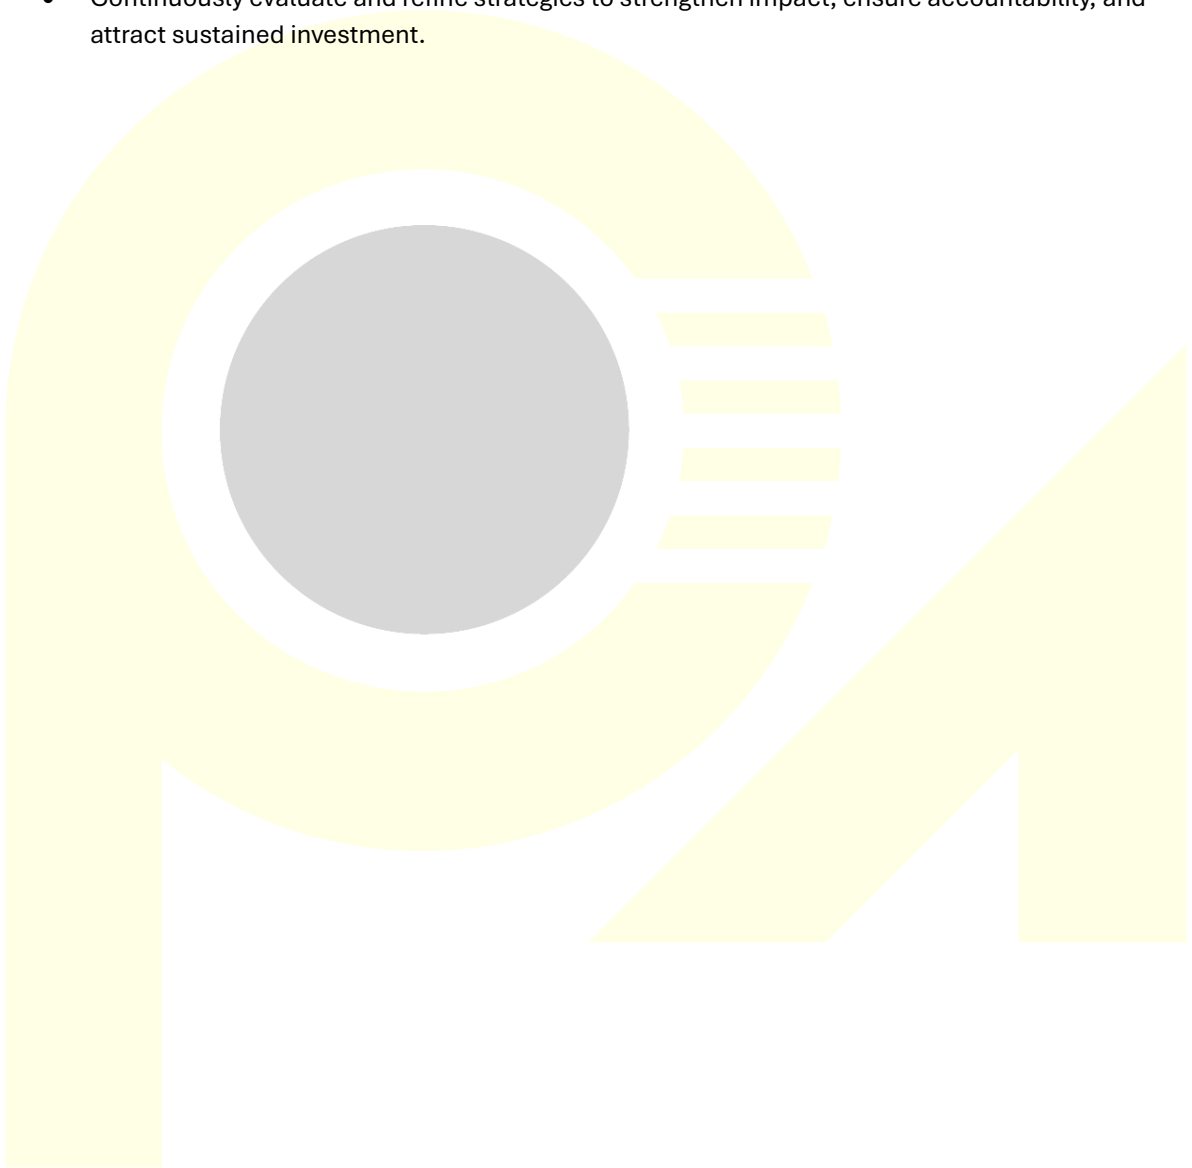 Continuously evaluate and refine strategies to strengthen impact, ensure accountability, and
attract sustained investment.